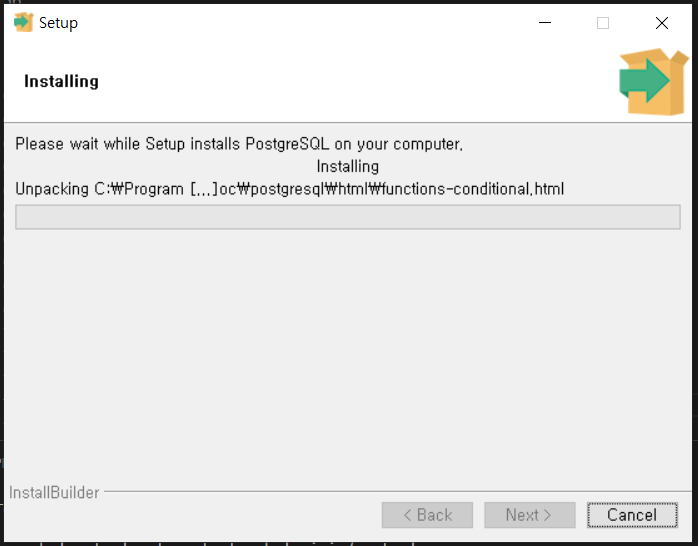 Setup
Installing
Please wait while Setup installs PostgreSQL on your computer.
Installing
Unpacking C:₩Program [...]oc₩postgresql₩html₩functions-conditional.html
InstallBuilder
< Back
Next >
Cancel